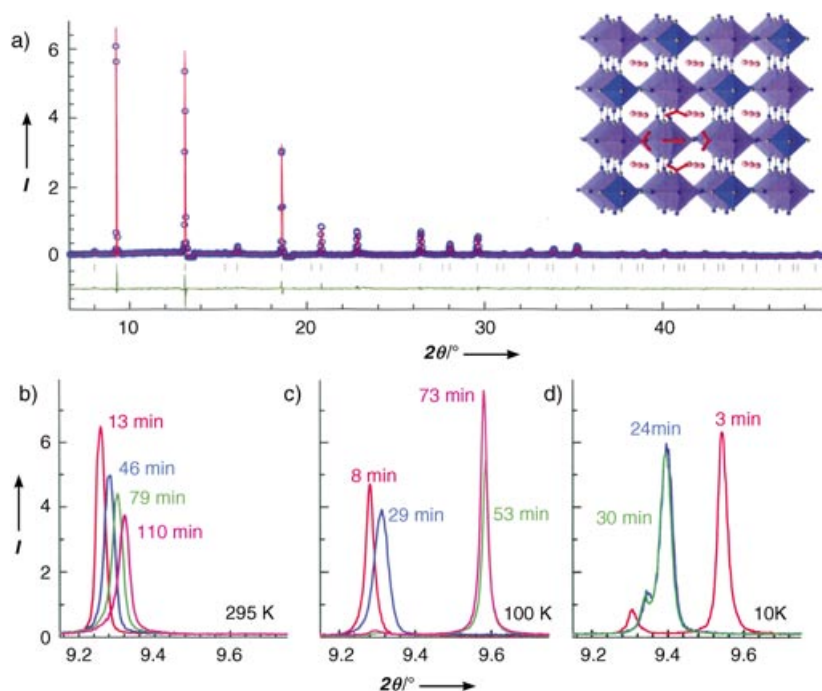 a)
6
4
2
0
I
10
20
30
40
2θ/°
b)
13 min
46 min
79 min
110 min
295 K
c)
73 min
8 min
29 min
53 min
100 K
d)
24min
3 min
30 min
10K
6
4
2
0
I
9.2
9.4
9.6
9.2
9.4
9.6
9.2
9.4
9.6
2θ/°